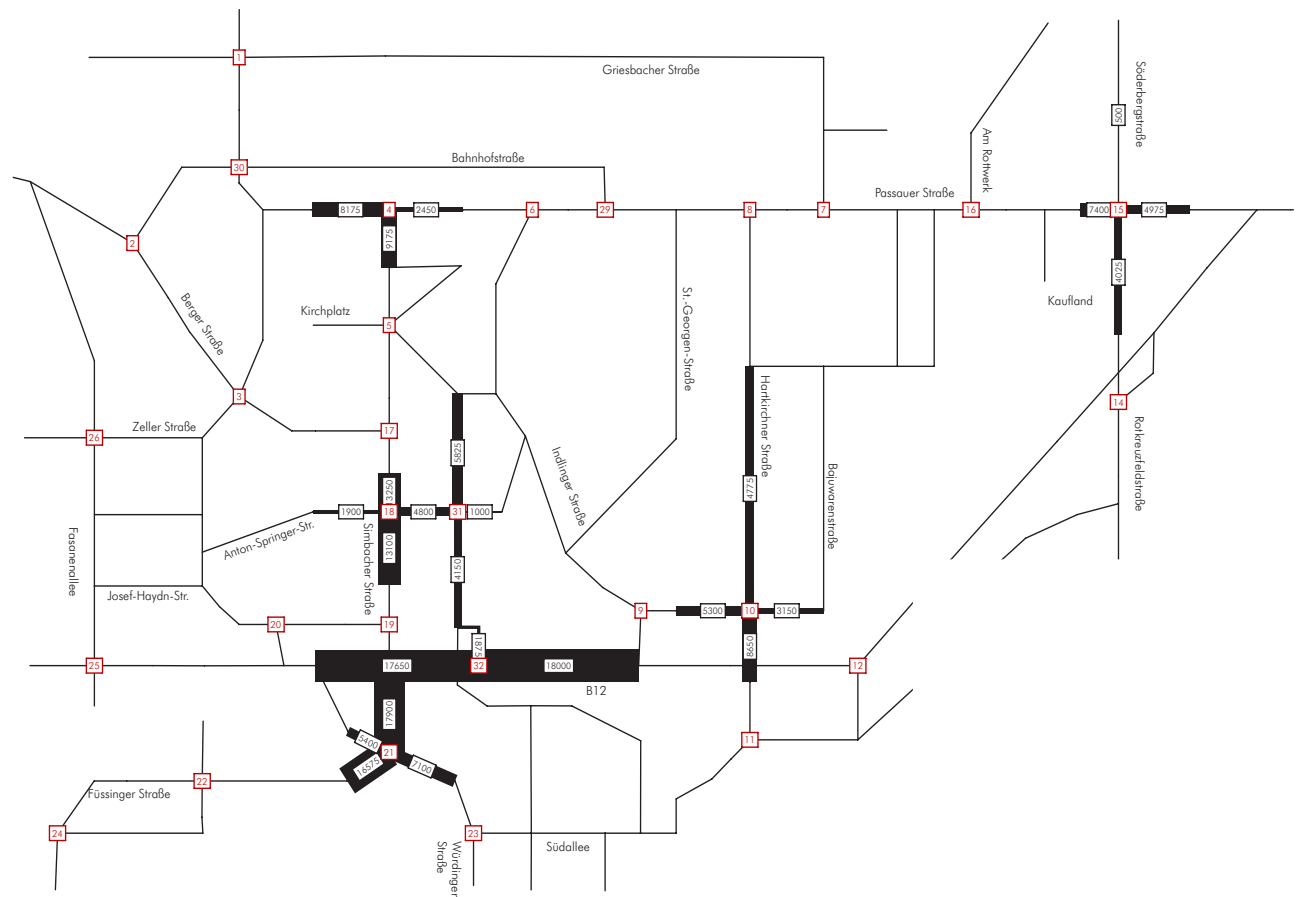 1
Griesbacher Straße
Söderbergstraße
500
Am Rottwerk
30
Bahnhofstraße
Passauer Straße
8175
4
2450
6
29
8
7
16
7400
15
4975
9175
2
4025
Kirchplatz
5
Berger Straße
St.-Georgen-Straße
Kaufland
3
Hartkirchner Straße
14
Rotkreuzfeldstraße
Zeller Straße
26
17
5825
Indlinger Straße
4775
Bajuwarenstraße
3250
1900
18
4800
31
1000
Anton-Springer-Str.
Simbacher Straße
13100
Fasanenallee
4150
Josef-Haydn-Str.
9
5300
10
3150
20
19
1875
8650
25
17650
32
18000
12
B12
17900
5400
21
11
16575
7100
22
Füssinger Straße
24
23
Würdinger
Straße
Südallee